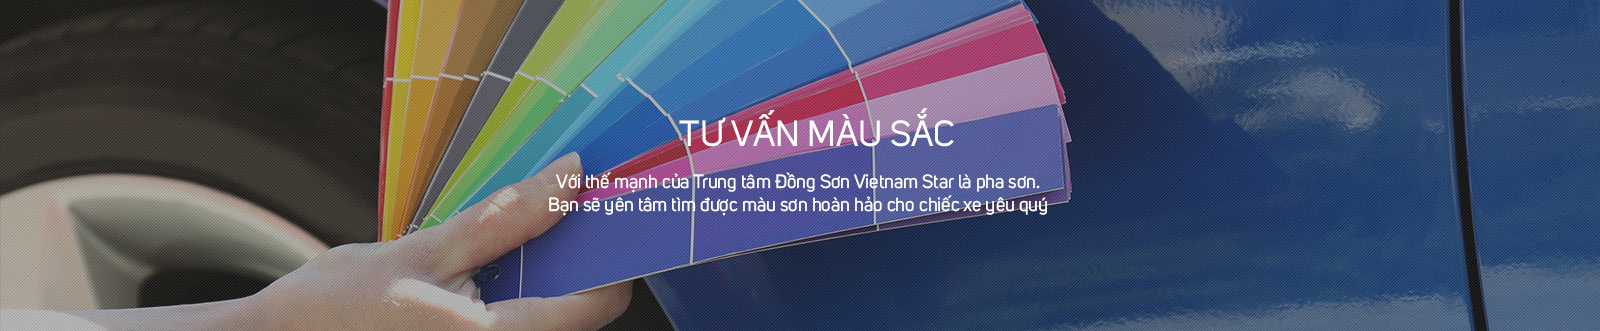 TƯ VẤN MÀU SẮC
Với thế mạnh của Trung tâm Đồng Sơn Vietnam Star là pha sơn.
Bạn sẽ yên tâm tìm được màu sơn hoàn hảo cho chiếc xe yêu quý